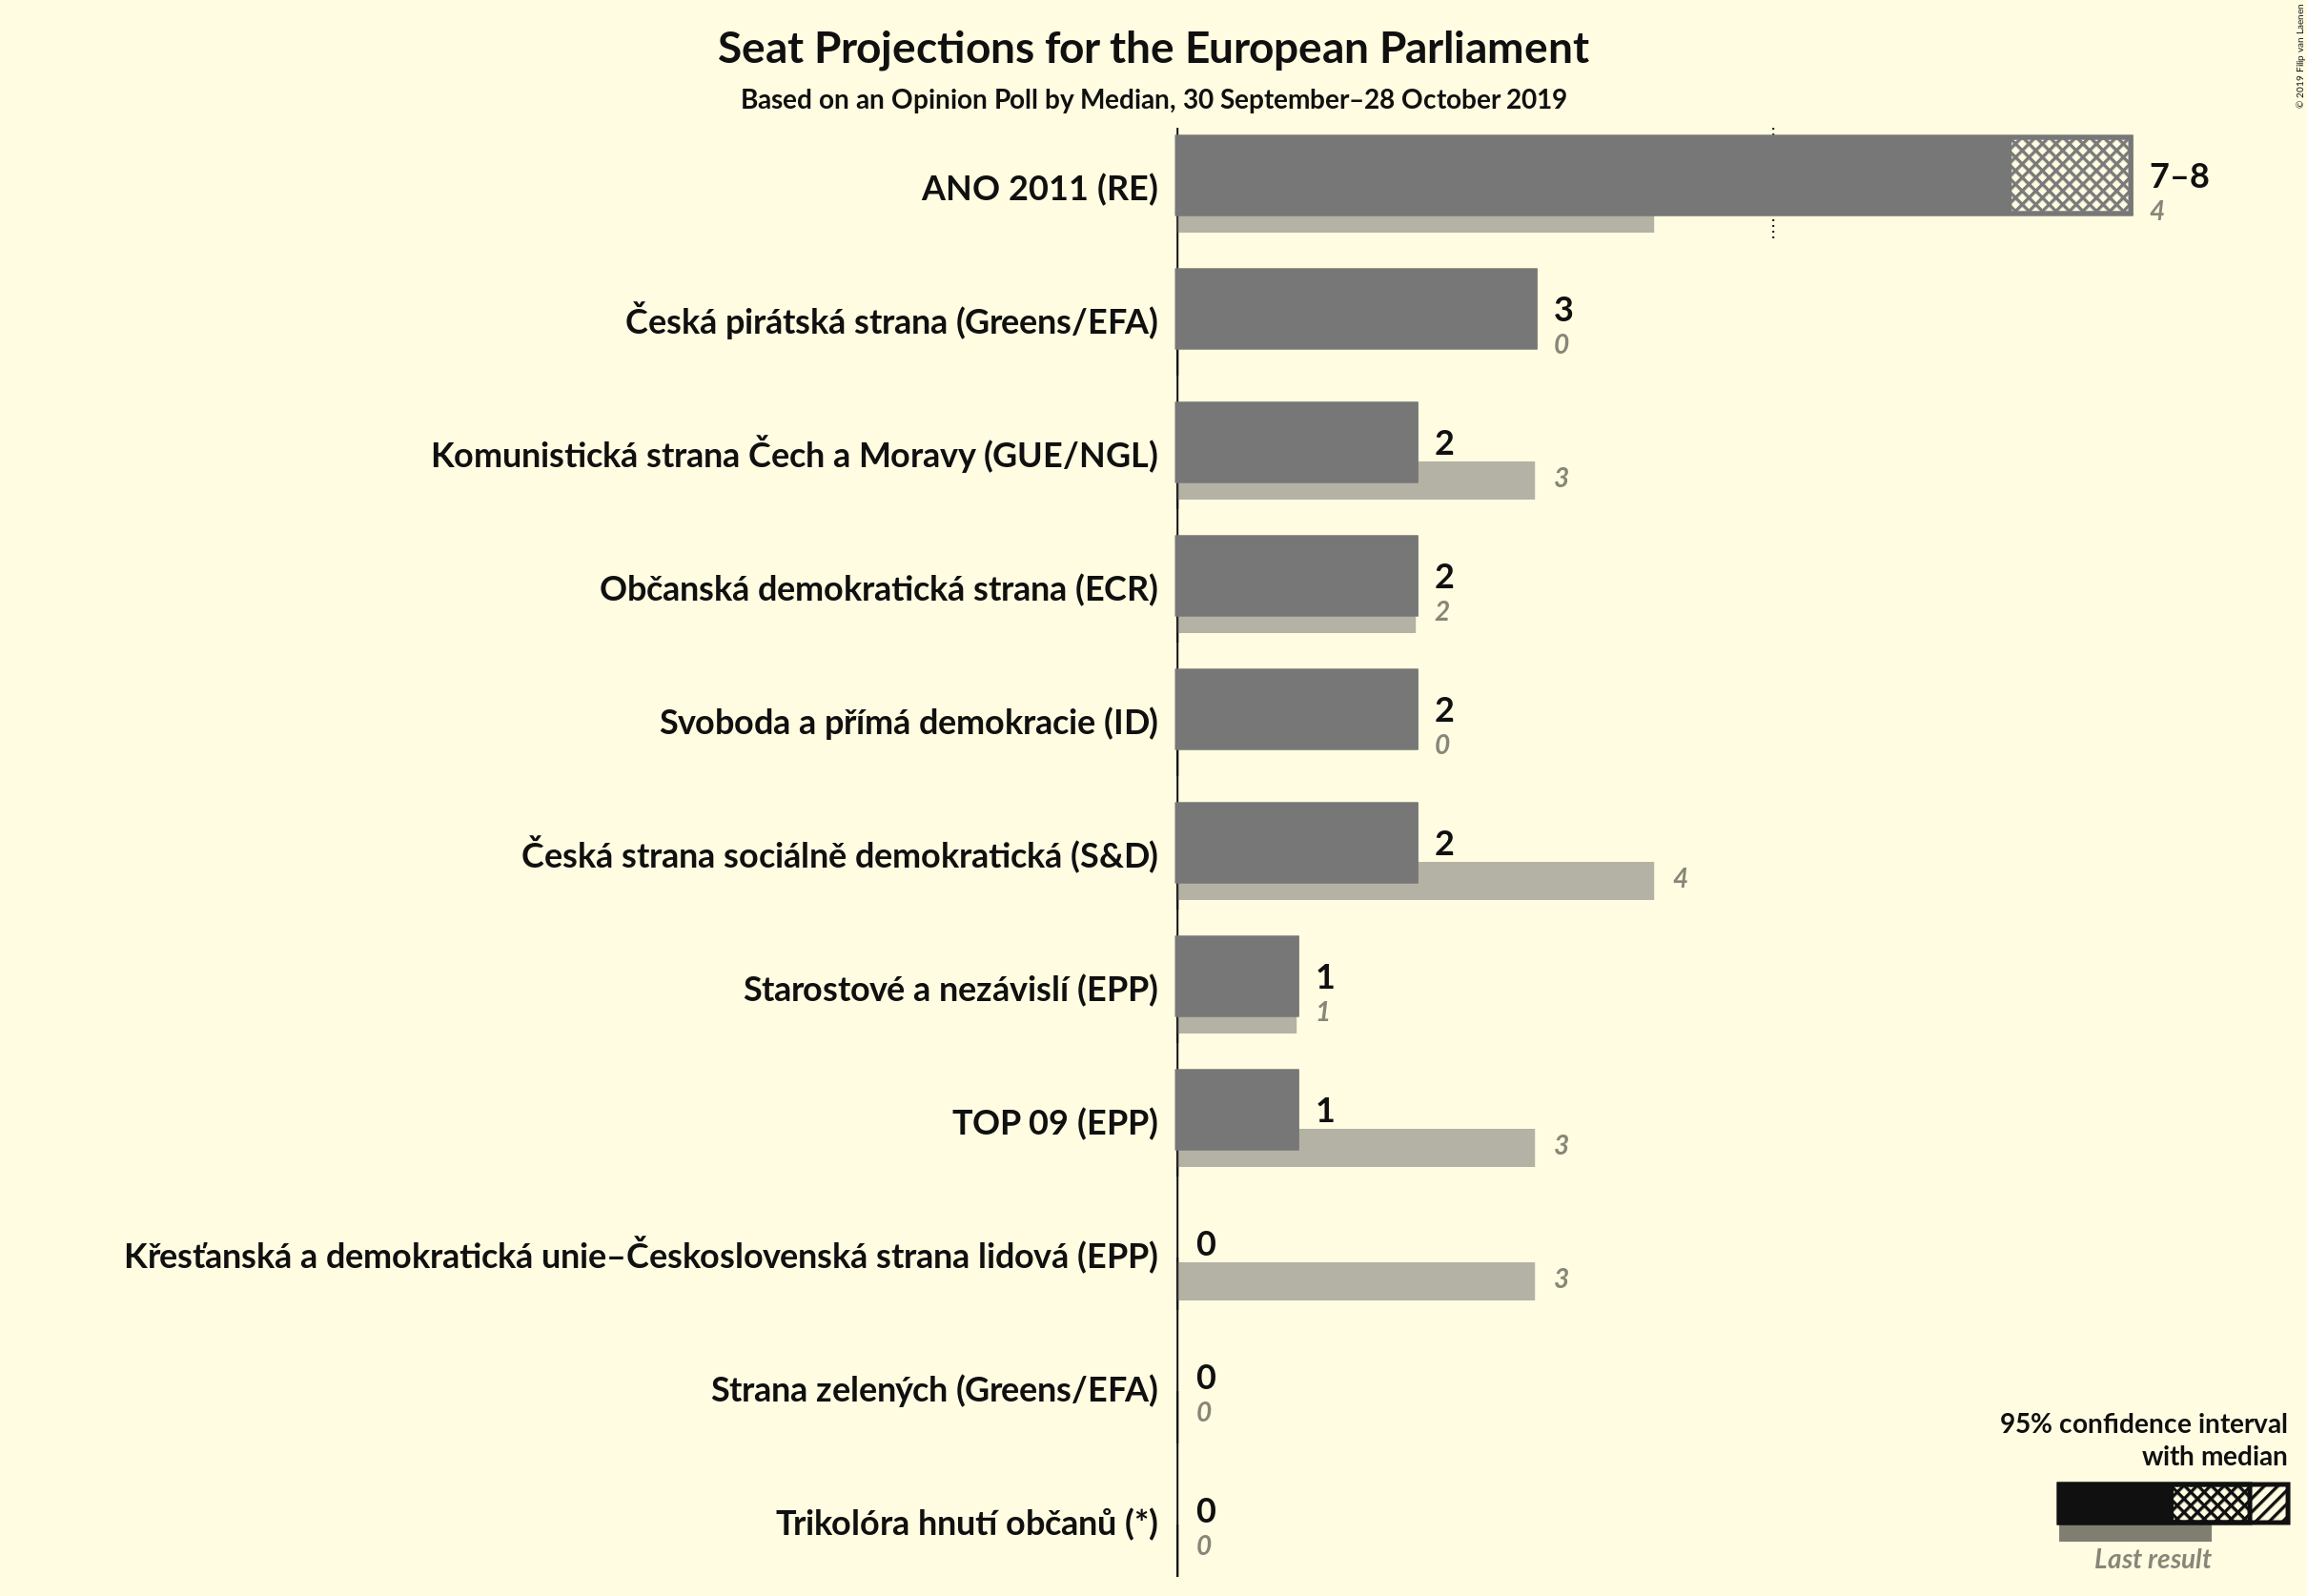 Seat Projections for the European Parliament
Based on an Opinion Poll by Median, 30 September–28 October 2019
© 2019 Filip van Laenen
ANO 2011 (RE)
7–8
4
Česká pirátská strana (Greens/EFA)
3
0
Komunistická strana Čech a Moravy (GUE/NGL)
2
3
Občanská demokratická strana (ECR)
2
2
Svoboda a přímá demokracie (ID)
2
0
Česká strana sociálně demokratická (S&D)
2
4
Starostové a nezávislí (EPP)
1
1
TOP 09 (EPP)
1
3
Křesťanská a demokratická unie–Československá strana lidová (EPP)
0
3
Strana zelených (Greens/EFA)
0
0
Trikolóra hnutí občanů (*)
0
0
95% confidence interval
with median
Last result